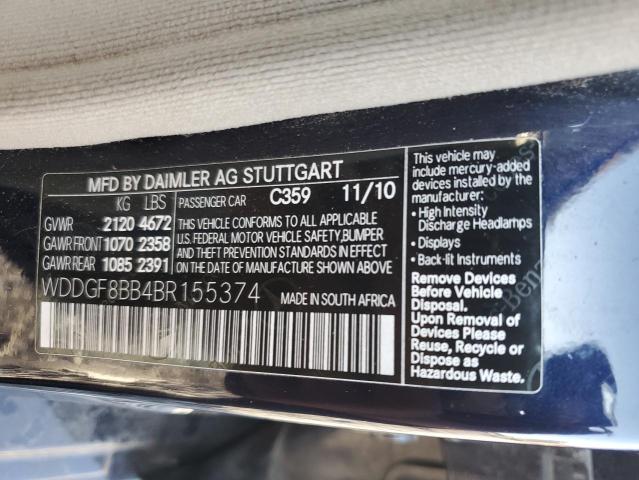 MFD BY DAIMLER AG STUTTGART
KG LBS PASSENGER CAR C359 11/10
GVWR 2120 4672
GAWR FRONT 1070 2358
GAWR REAR 1085 2391
THIS VEHICLE CONFORMS TO ALL APPLICABLE
U.S. FEDERAL MOTOR VEHICLE SAFETY, BUMPER
AND THEFT PREVENTION STANDARDS IN EFFECT
ON THE DATE OF MANUFACTURE SHOWN ABOVE
WDDGF8BB4BR155374 MADE IN SOUTH AFRICA
This vehicle may
include mercury-added
devices installed by the
manufacturer:
• High Intensity
Discharge Headlamps
• Displays
• Back-lit Instruments
Remove Devices
Before Vehicle
Disposal.
Upon Removal of
Devices Please
Reuse, Recycle or
Dispose as
Hazardous Waste.